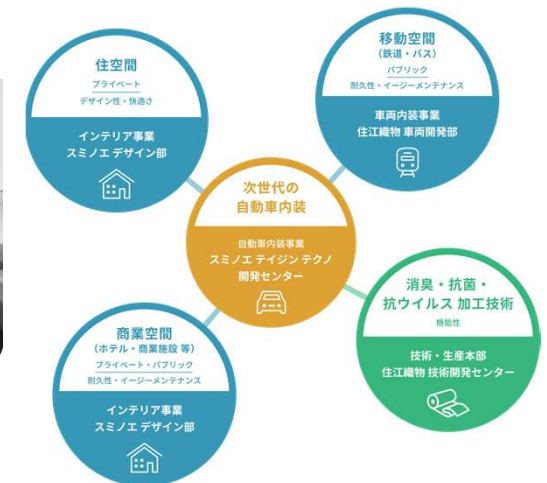 住空間
プライベート
デザイン性・快適さ
インテリア事業
スミノエ デザイン部
移動空間
(鉄道・バス)
パブリック
耐久性・イージーメンテナンス
車両内装事業
住江織物 車両開発部
次世代の
自動車内装
自動車内装事業
スミノエ テイジン テクノ
開発センター
商業空間
(ホテル・商業施設 等)
プライベート・パブリック
耐久性・イージーメンテナンス
インテリア事業
スミノエ デザイン部
消臭・抗菌・
抗ウイルス 加工技術
機能性
技術・生産本部
住江織物 技術開発センター